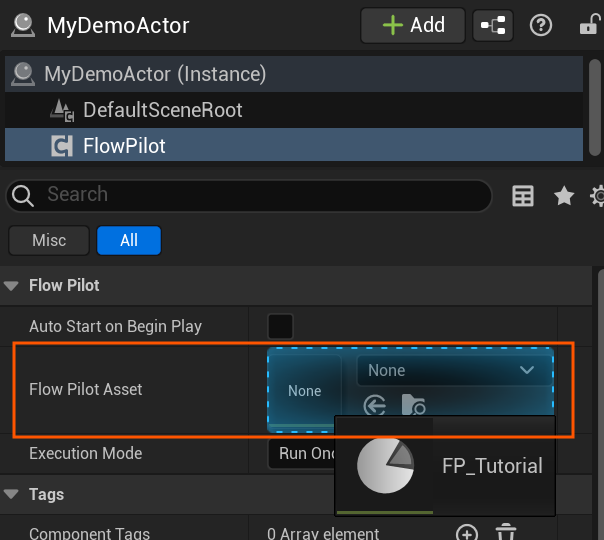 MyDemoActor
Add
MyDemoActor (Instance)
DefaultSceneRoot
FlowPilot
Search
Misc
All
Flow Pilot
Auto Start on Begin Play
Flow Pilot Asset
None
None
Execution Mode
Run Onc
FP_Tutorial
Tags
Component Tags
0 Array element